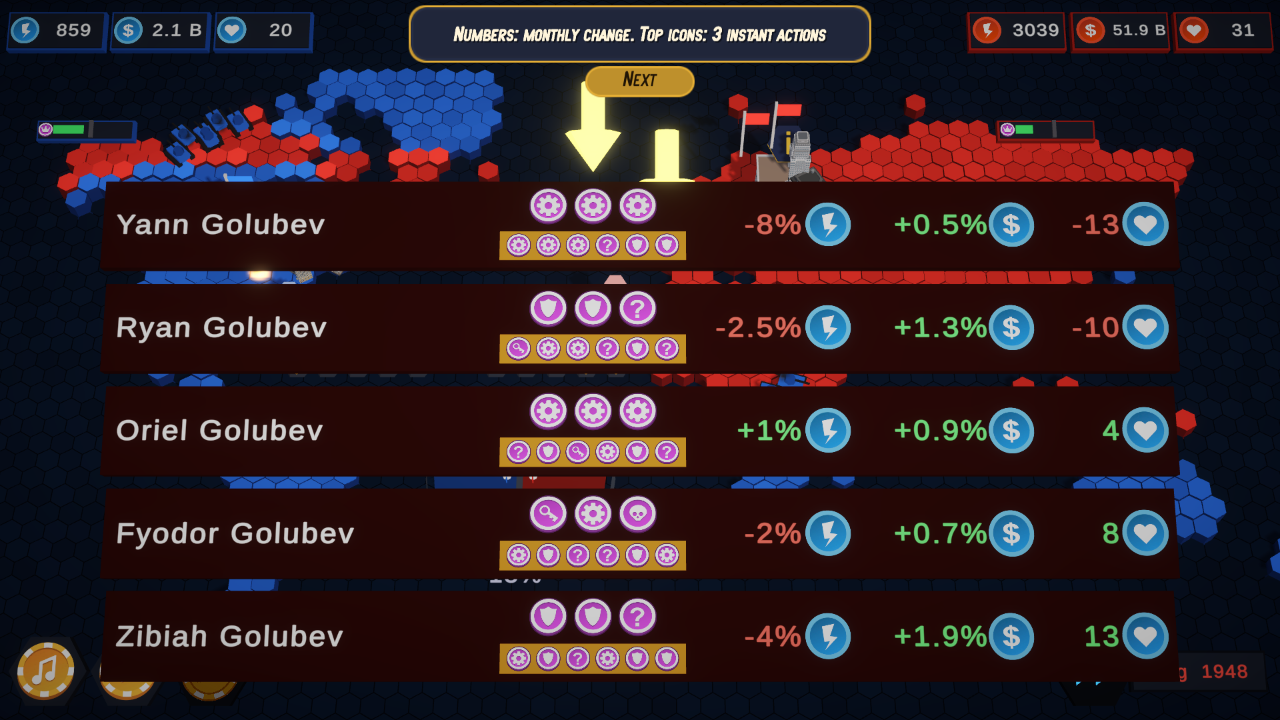 859 $ 2.1 B 20
Numbers: monthly change. Top icons: 3 instant actions
3039 $ 51.9 B 31
Next
Yann Golubev ? -8% +0.5% $ -13
Ryan Golubev ? ? ? -2.5% +1.3% $ -10
Oriel Golubev ? ? +1% +0.9% $ 4
Fyodor Golubev ? ? -2% +0.7% $ 8
Zibiah Golubev ? ? -4% +1.9% $ 13
1948